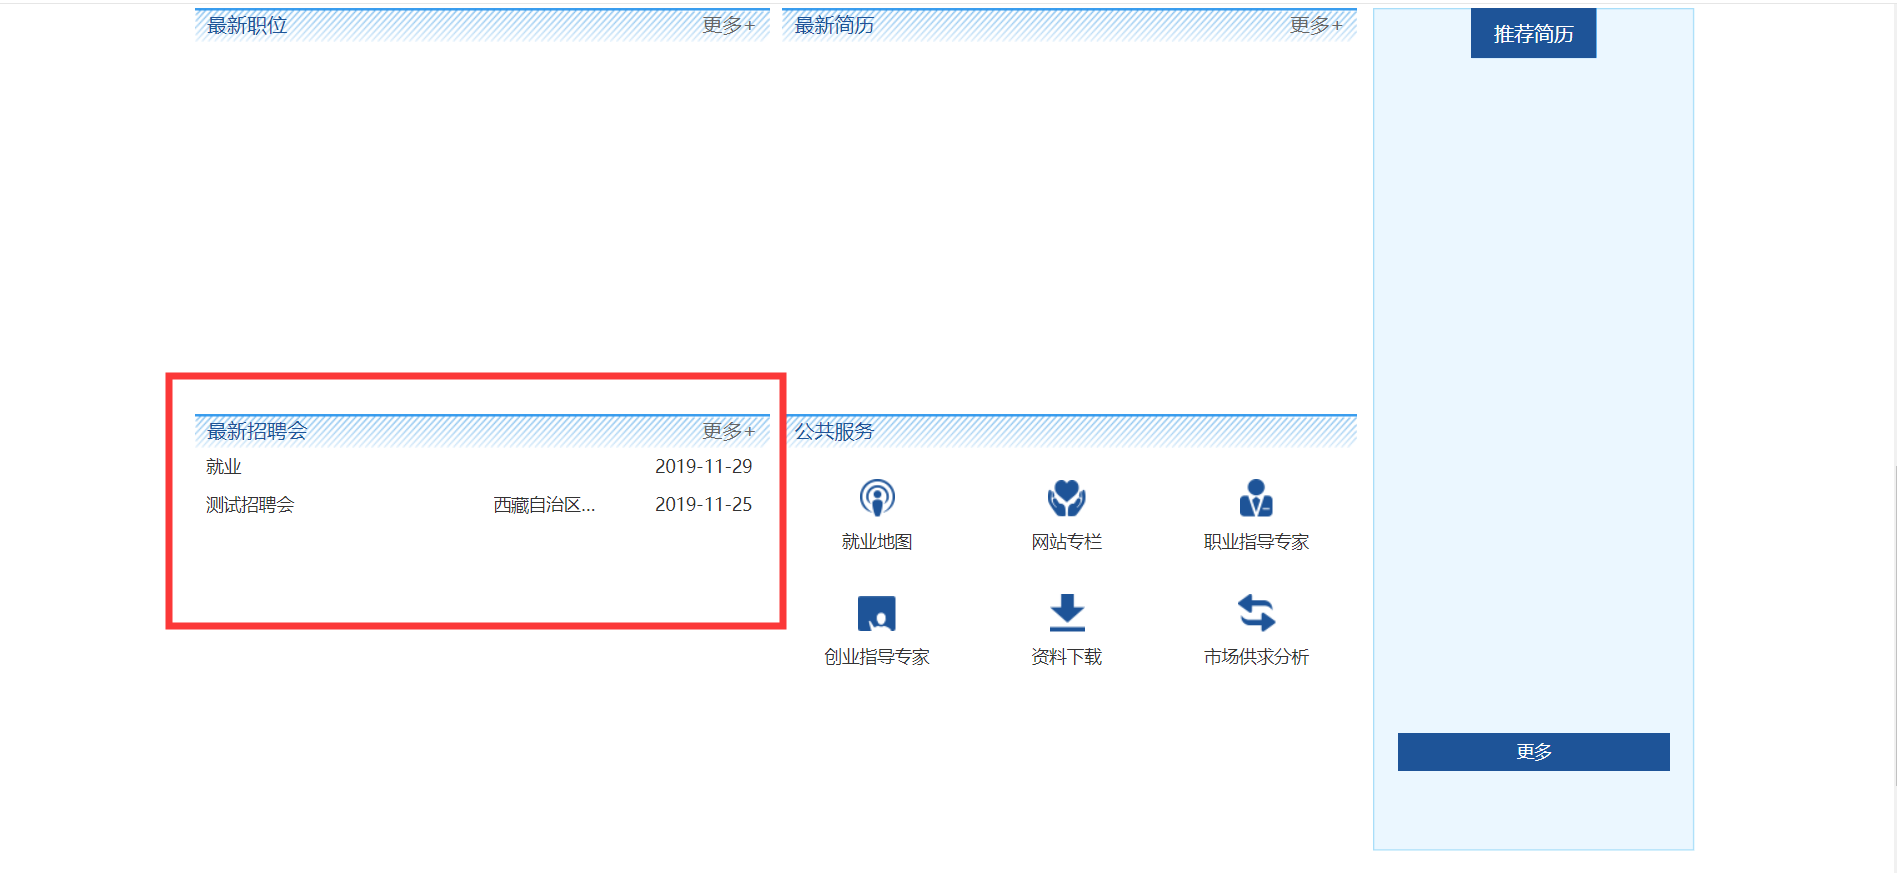 最新职位 更多+
最新简历 更多+
推荐简历
最新招聘会 更多+
就业 2019-11-29
测试招聘会 西藏自治区... 2019-11-25
公共服务
就业地图 网站专栏 职业指导专家
创业指导专家 资料下载 市场供求分析
更多